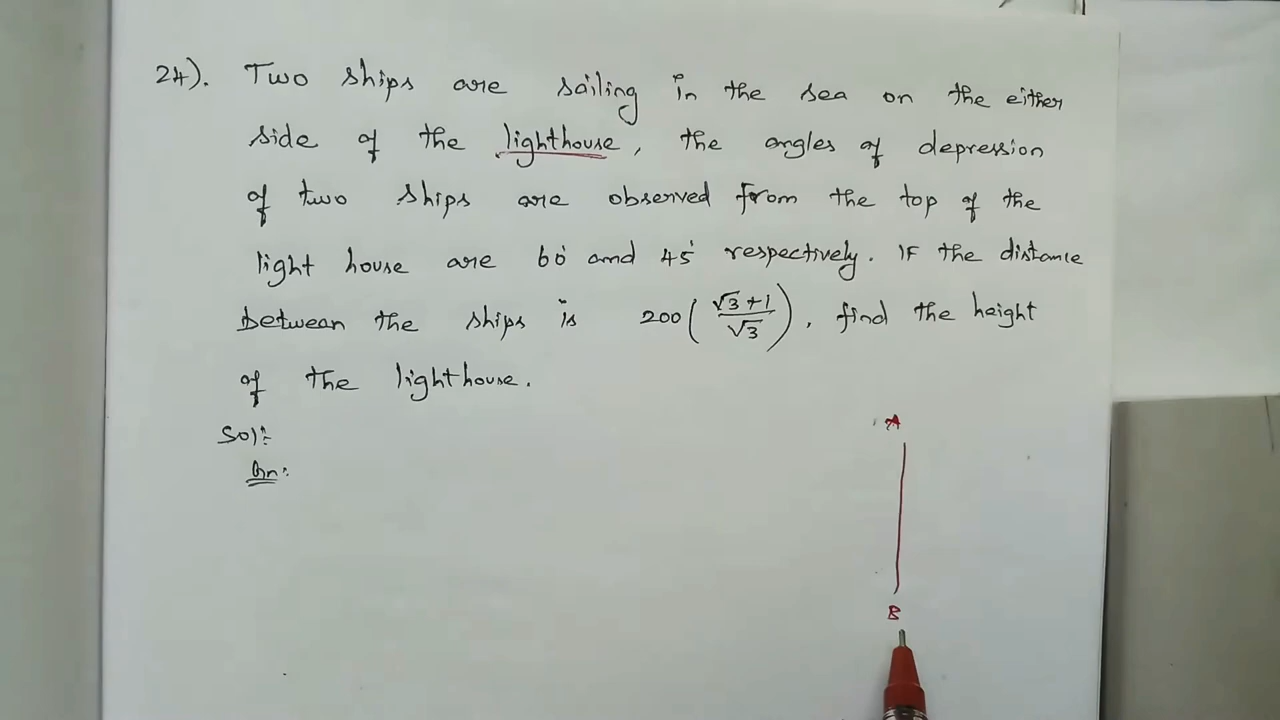 24). Two ships are sailing in the sea on the either
side of the lighthouse, the angles of depression
of two ships are observed from the top of the
light house are 60° and 45° respectively. If the distance
between the ships is 200(√3+1/√3), find the height
of the lighthouse.
Sol:
Gn:
A
B